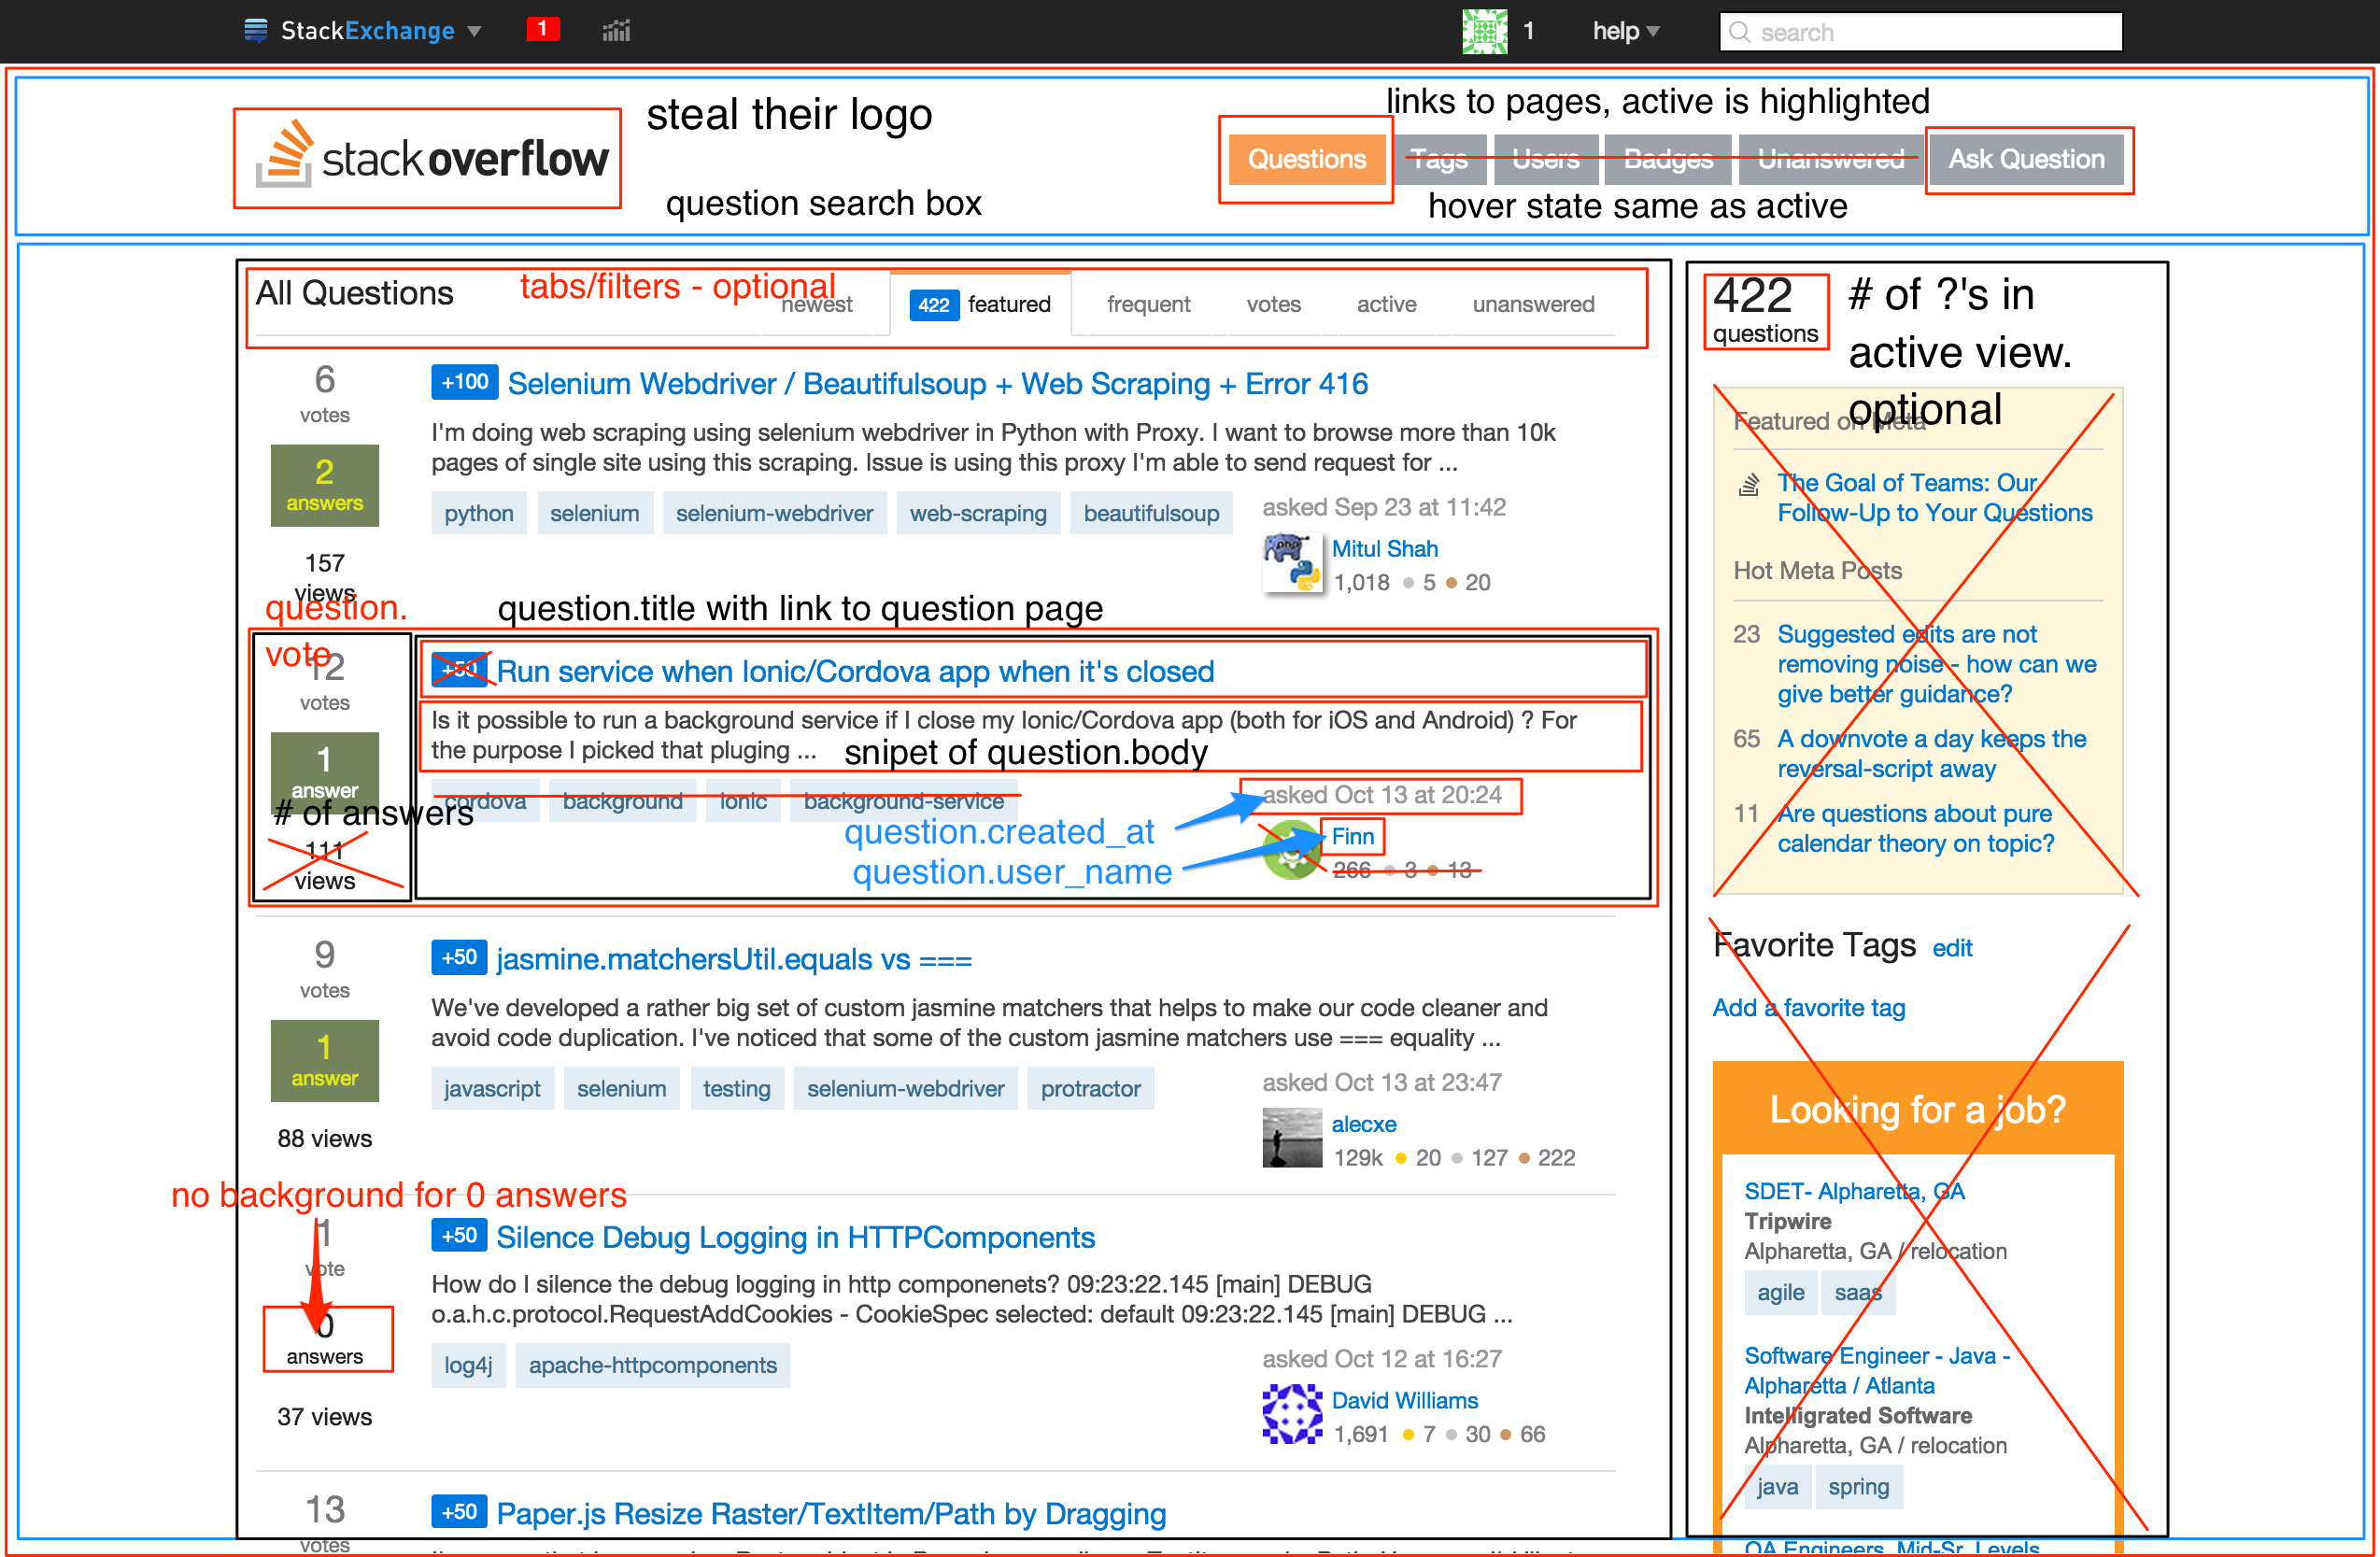 StackExchange
1
1
help
search
stackoverflow
steal their logo
question search box
links to pages, active is highlighted
Questions
Tags
Users
Badges
Unanswered
Ask Question
hover state same as active
All Questions
tabs/filters - optional
newest
422 featured
frequent
votes
active
unanswered
6
votes
2
answers
157
views
+100 Selenium Webdriver / Beautifulsoup + Web Scraping + Error 416
I'm doing web scraping using selenium webdriver in Python with Proxy. I want to browse more than 10k
pages of single site using this scraping. Issue is using this proxy I'm able to send request for ...
python selenium selenium-webdriver web-scraping beautifulsoup
asked Sep 23 at 11:42
Mitul Shah
1,018 5 20
question.
vote
question.title with link to question page
12
votes
1
answer
# of answers
111
views
+50 Run service when Ionic/Cordova app when it's closed
Is it possible to run a background service if I close my Ionic/Cordova app (both for iOS and Android) ? For
the purpose I picked that pluging ...
snipet of question.body
cordova background ionic background-service
asked Oct 13 at 20:24
question.created_at
Finn
question.user_name
266 3 13
9
votes
1
answer
88 views
+50 jasmine.matchersUtil.equals vs ===
We've developed a rather big set of custom jasmine matchers that helps to make our code cleaner and
avoid code duplication. I've noticed that some of the custom jasmine matchers use === equality ...
javascript selenium testing selenium-webdriver protractor
asked Oct 13 at 23:47
alecxe
129k 20 127 222
no background for 0 answers
1
vote
0
answers
37 views
+50 Silence Debug Logging in HTTPComponents
How do I silence the debug logging in http componenets? 09:23:22.145 [main] DEBUG
o.a.h.c.protocol.RequestAddCookies - CookieSpec selected: default 09:23:22.145 [main] DEBUG ...
log4j apache-httpcomponents
asked Oct 12 at 16:27
David Williams
1,691 7 30 66
13
votes
+50 Paper.js Resize Raster/TextItem/Path by Dragging
422
questions
# of ?'s in
active view.
optional
Featured on Meta
The Goal of Teams: Our
Follow-Up to Your Questions
Hot Meta Posts
23 Suggested edits are not
removing noise - how can we
give better guidance?
65 A downvote a day keeps the
reversal-script away
11 Are questions about pure
calendar theory on topic?
Favorite Tags edit
Add a favorite tag
Looking for a job?
SDET- Alpharetta, GA
Tripwire
Alpharetta, GA / relocation
agile saas
Software Engineer - Java -
Alpharetta / Atlanta
Intelligrated Software
Alpharetta, GA / relocation
java spring
QA Engineers, Mid-Sr. Levels